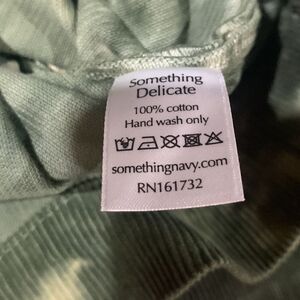 Something
Delicate
100% cotton
Hand wash only
somethingnavy.com
RN161732